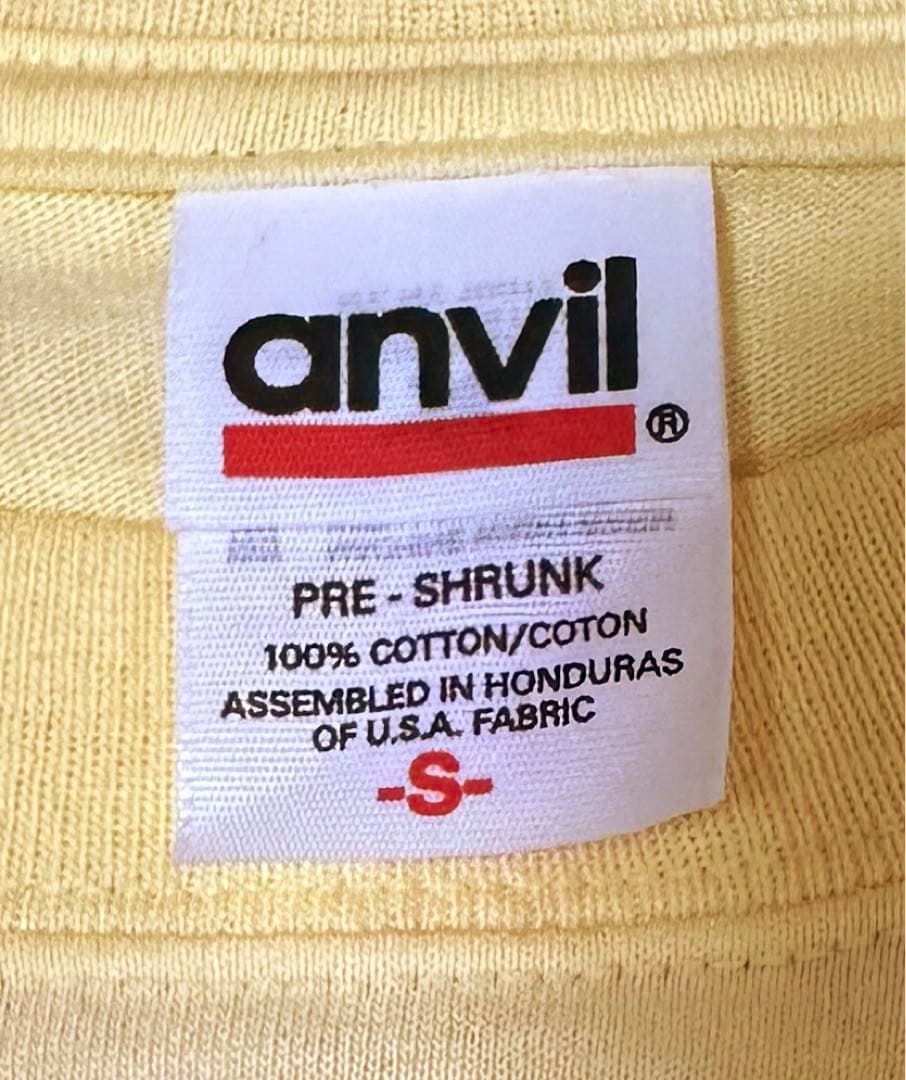 anvil
®
PRE - SHRUNK
100% COTTON/COTON
ASSEMBLED IN HONDURAS
OF U.S.A. FABRIC
-S-